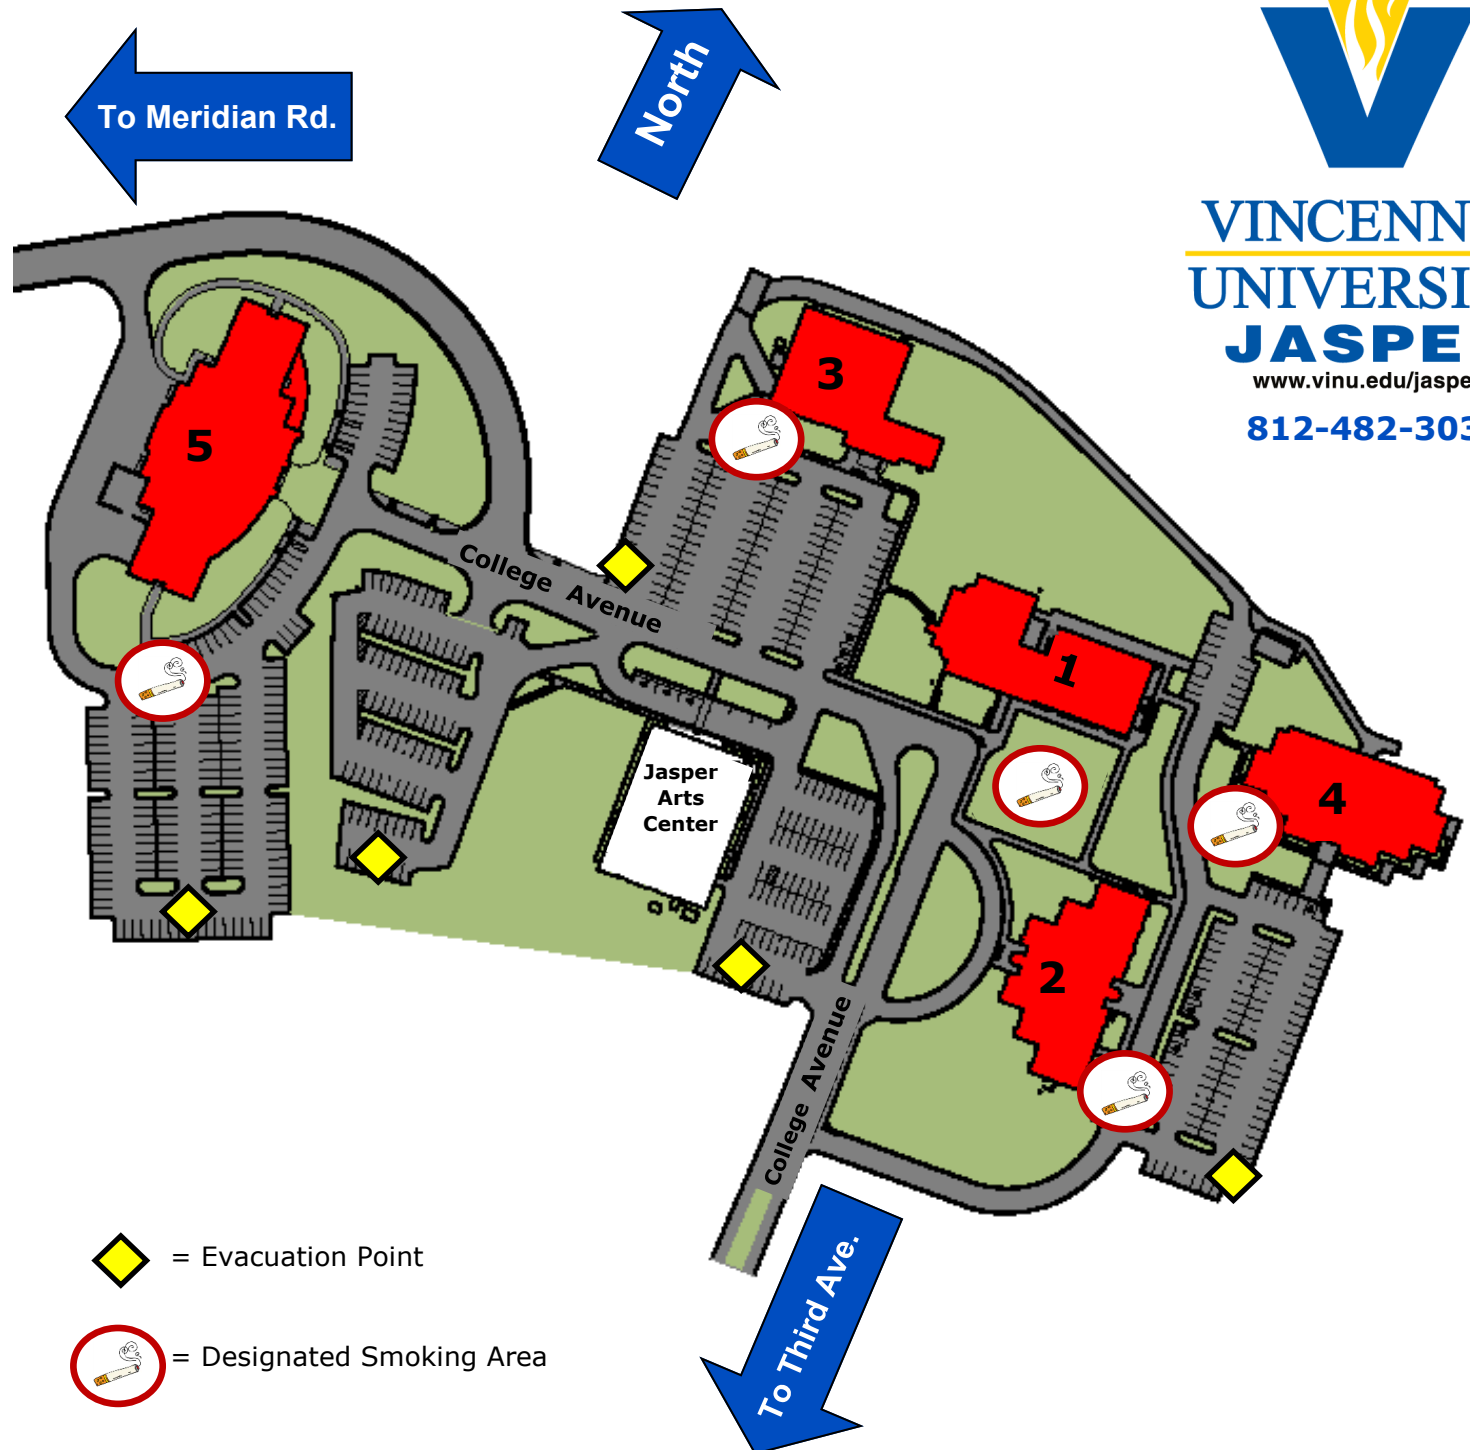 To Meridian Rd.
North
VINCENN
UNIVERSI
JASPE
www.vinu.edu/jaspe
812-482-303
3
5
College Avenue
1
Jasper
Arts
Center
4
2
College Avenue
To Third Ave.
= Evacuation Point
= Designated Smoking Area